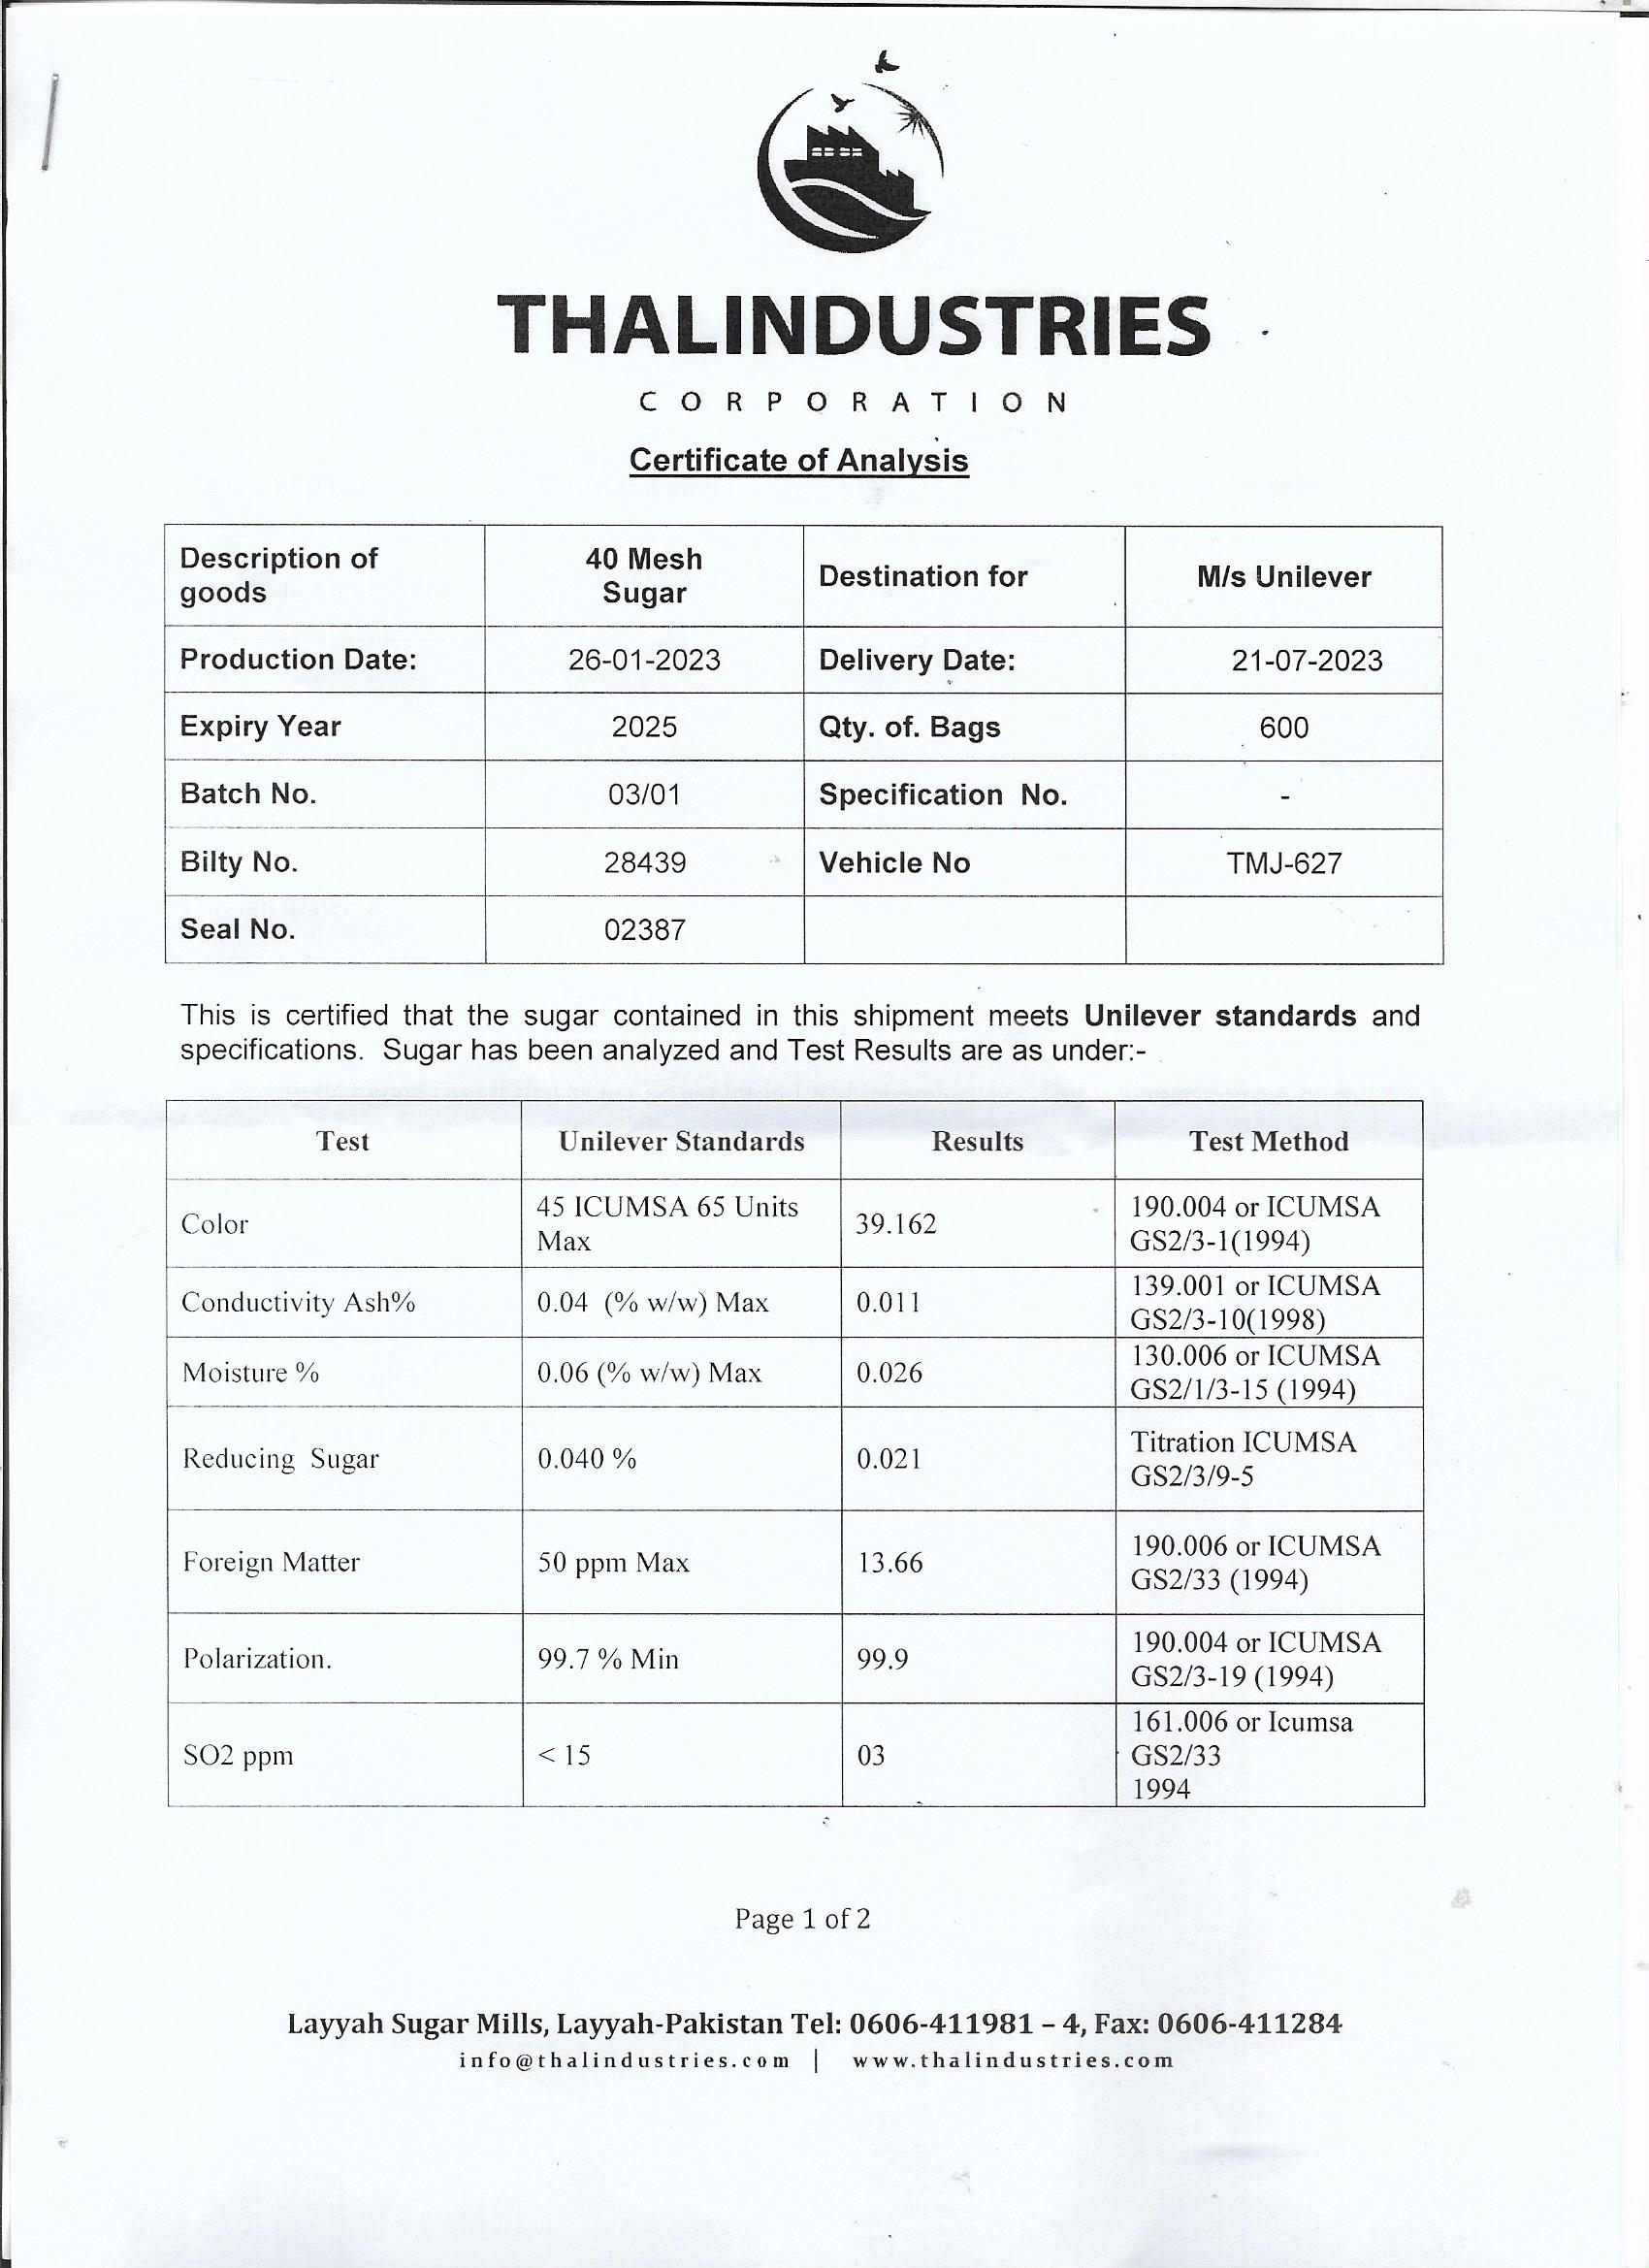 THALINDUSTRIES
CORPORATION
Certificate of Analysis
Description of goods 40 Mesh Sugar Destination for M/s Unilever
Production Date: 26-01-2023 Delivery Date: 21-07-2023
Expiry Year 2025 Qty. of. Bags 600
Batch No. 03/01 Specification No. -
Bilty No. 28439 Vehicle No TMJ-627
Seal No. 02387
This is certified that the sugar contained in this shipment meets Unilever standards and
specifications. Sugar has been analyzed and Test Results are as under:-
Test Unilever Standards Results Test Method
Color 45 ICUMSA 65 Units Max 39.162 190.004 or ICUMSA GS2/3-1(1994)
Conductivity Ash% 0.04 (% w/w) Max 0.011 139.001 or ICUMSA GS2/3-10(1998)
Moisture % 0.06 (% w/w) Max 0.026 130.006 or ICUMSA GS2/1/3-15 (1994)
Reducing Sugar 0.040 % 0.021 Titration ICUMSA GS2/3/9-5
Foreign Matter 50 ppm Max 13.66 190.006 or ICUMSA GS2/33 (1994)
Polarization. 99.7 % Min 99.9 190.004 or ICUMSA GS2/3-19 (1994)
SO2 ppm < 15 03 161.006 or Icumsa GS2/33 1994
Page 1 of 2
Layyah Sugar Mills, Layyah-Pakistan Tel: 0606-411981 – 4, Fax: 0606-411284
info@thalindustries.com | www.thalindustries.com